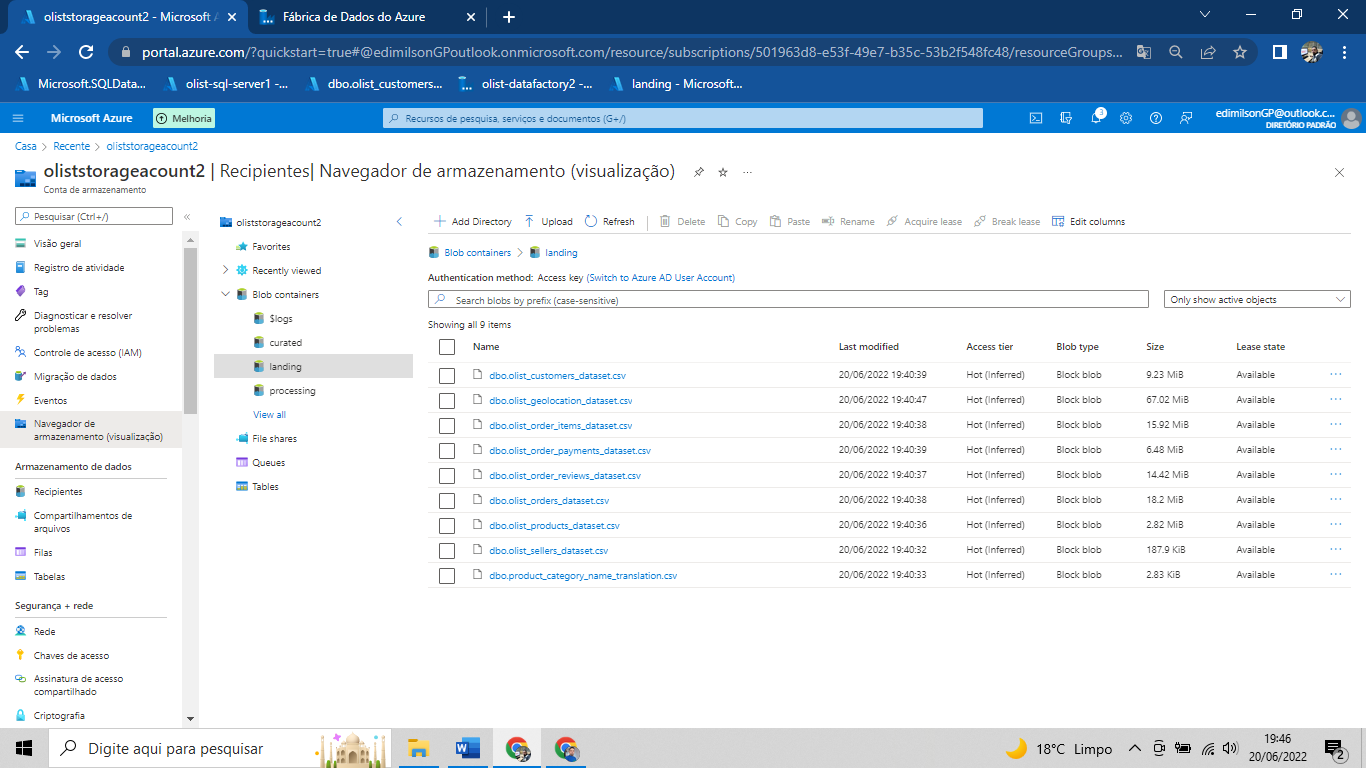 oliststorageacount2 - Microsoft A
Fábrica de Dados do Azure
portal.azure.com/?quickstart=true#@edimilsonGPoutlook.onmicrosoft.com/resource/subscriptions/501963d8-e53f-49e7-b35c-53b2f548fc48/resourceGroups...
Microsoft.SQLData...
olist-sql-server1 -...
dbo.olist_customers...
olist-datafactory2 -...
landing - Microsoft...
Microsoft Azure
Melhoria
Recursos de pesquisa, serviços e documentos (G+/)
3
edimilsonGP@outlook.c...
DIRETÓRIO PADRÃO
Casa > Recente > oliststorageacount2
oliststorageacount2 | Recipientes| Navegador de armazenamento (visualização)
Conta de armazenamento
Pesquisar (Ctrl+/)
Visão geral
Registro de atividade
Tag
Diagnosticar e resolver
problemas
Controle de acesso (IAM)
Migração de dados
Eventos
Navegador de
armazenamento (visualização)
Armazenamento de dados
Recipientes
Compartilhamentos de
arquivos
Filas
Tabelas
Segurança + rede
Rede
Chaves de acesso
Assinatura de acesso
compartilhado
Criptografia
oliststorageacount2
Favorites
Recently viewed
Blob containers
$logs
curated
landing
processing
View all
File shares
Queues
Tables
Add Directory Upload Refresh Delete Copy Paste Rename Acquire lease Break lease Edit columns
Blob containers > landing
Authentication method: Access key (Switch to Azure AD User Account)
Search blobs by prefix (case-sensitive)
Only show active objects
Showing all 9 items
Name Last modified Access tier Blob type Size Lease state
dbo.olist_customers_dataset.csv 20/06/2022 19:40:39 Hot (Inferred) Block blob 9.23 MiB Available
dbo.olist_geolocation_dataset.csv 20/06/2022 19:40:47 Hot (Inferred) Block blob 67.02 MiB Available
dbo.olist_order_items_dataset.csv 20/06/2022 19:40:38 Hot (Inferred) Block blob 15.92 MiB Available
dbo.olist_order_payments_dataset.csv 20/06/2022 19:40:39 Hot (Inferred) Block blob 6.48 MiB Available
dbo.olist_order_reviews_dataset.csv 20/06/2022 19:40:37 Hot (Inferred) Block blob 14.42 MiB Available
dbo.olist_orders_dataset.csv 20/06/2022 19:40:38 Hot (Inferred) Block blob 18.2 MiB Available
dbo.olist_products_dataset.csv 20/06/2022 19:40:36 Hot (Inferred) Block blob 2.82 MiB Available
dbo.olist_sellers_dataset.csv 20/06/2022 19:40:32 Hot (Inferred) Block blob 187.9 KiB Available
dbo.product_category_name_translation.csv 20/06/2022 19:40:33 Hot (Inferred) Block blob 2.83 KiB Available
Digite aqui para pesquisar
18°C Limpo
19:46
20/06/2022
2